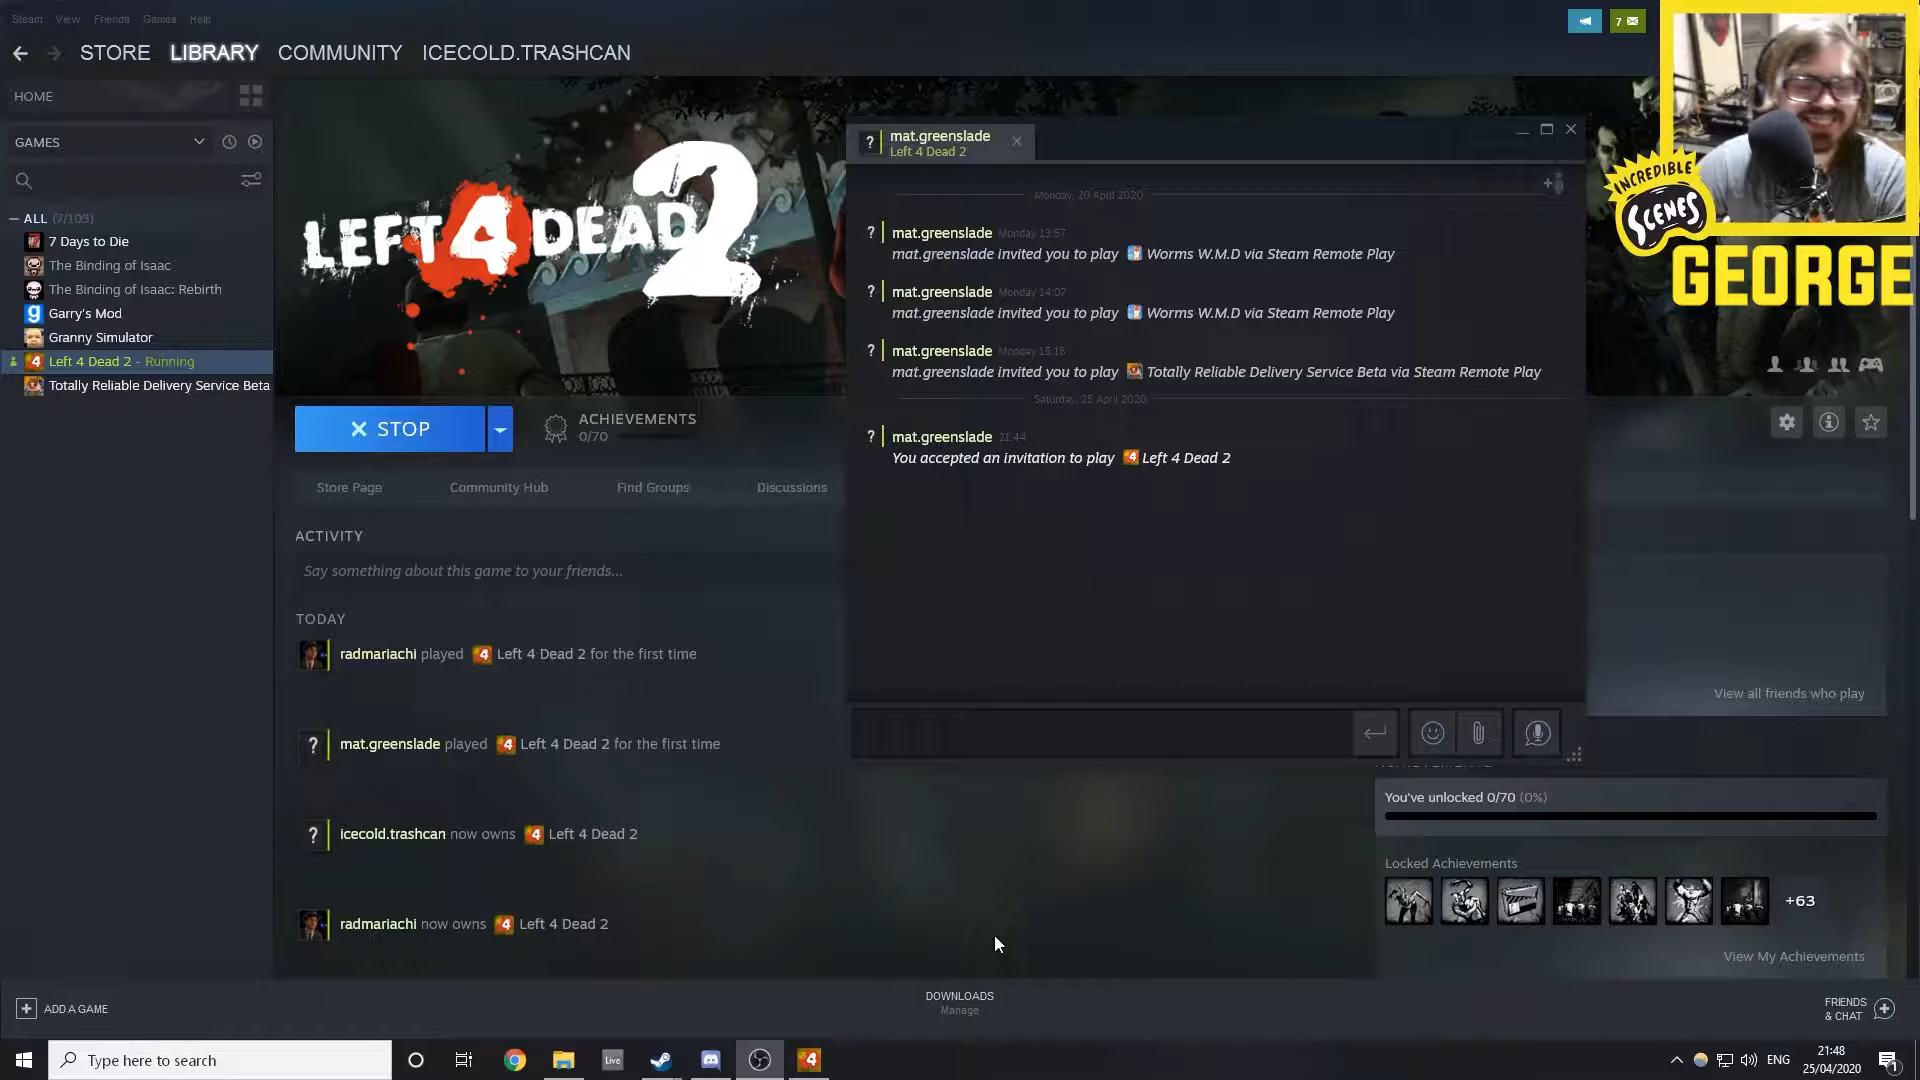 Steam View Friends Games Help
7
STORE LIBRARY COMMUNITY ICECOLD.TRASHCAN
HOME
GAMES
ALL (7/103)
7 Days to Die
The Binding of Isaac
The Binding of Isaac: Rebirth
Garry's Mod
Granny Simulator
Left 4 Dead 2 - Running
Totally Reliable Delivery Service Beta
LEFT 4 DEAD 2
STOP
ACHIEVEMENTS
0/70
Store Page Community Hub Find Groups Discussions
ACTIVITY
Say something about this game to your friends...
TODAY
radmariachi played Left 4 Dead 2 for the first time
mat.greenslade played Left 4 Dead 2 for the first time
icecold.trashcan now owns Left 4 Dead 2
radmariachi now owns Left 4 Dead 2
mat.greenslade
Left 4 Dead 2
Monday, 20 April 2020
mat.greenslade Monday 13:57
mat.greenslade invited you to play Worms W.M.D via Steam Remote Play
mat.greenslade Monday 14:07
mat.greenslade invited you to play Worms W.M.D via Steam Remote Play
mat.greenslade Monday 15:18
mat.greenslade invited you to play Totally Reliable Delivery Service Beta via Steam Remote Play
Saturday, 25 April 2020
mat.greenslade 21:44
You accepted an invitation to play Left 4 Dead 2
INCREDIBLE
SCENES
GEORGE
View all friends who play
You've unlocked 0/70 (0%)
Locked Achievements
+63
View My Achievements
ADD A GAME
DOWNLOADS
Manage
FRIENDS
& CHAT
Type here to search
Live
ENG
21:48
25/04/2020
1